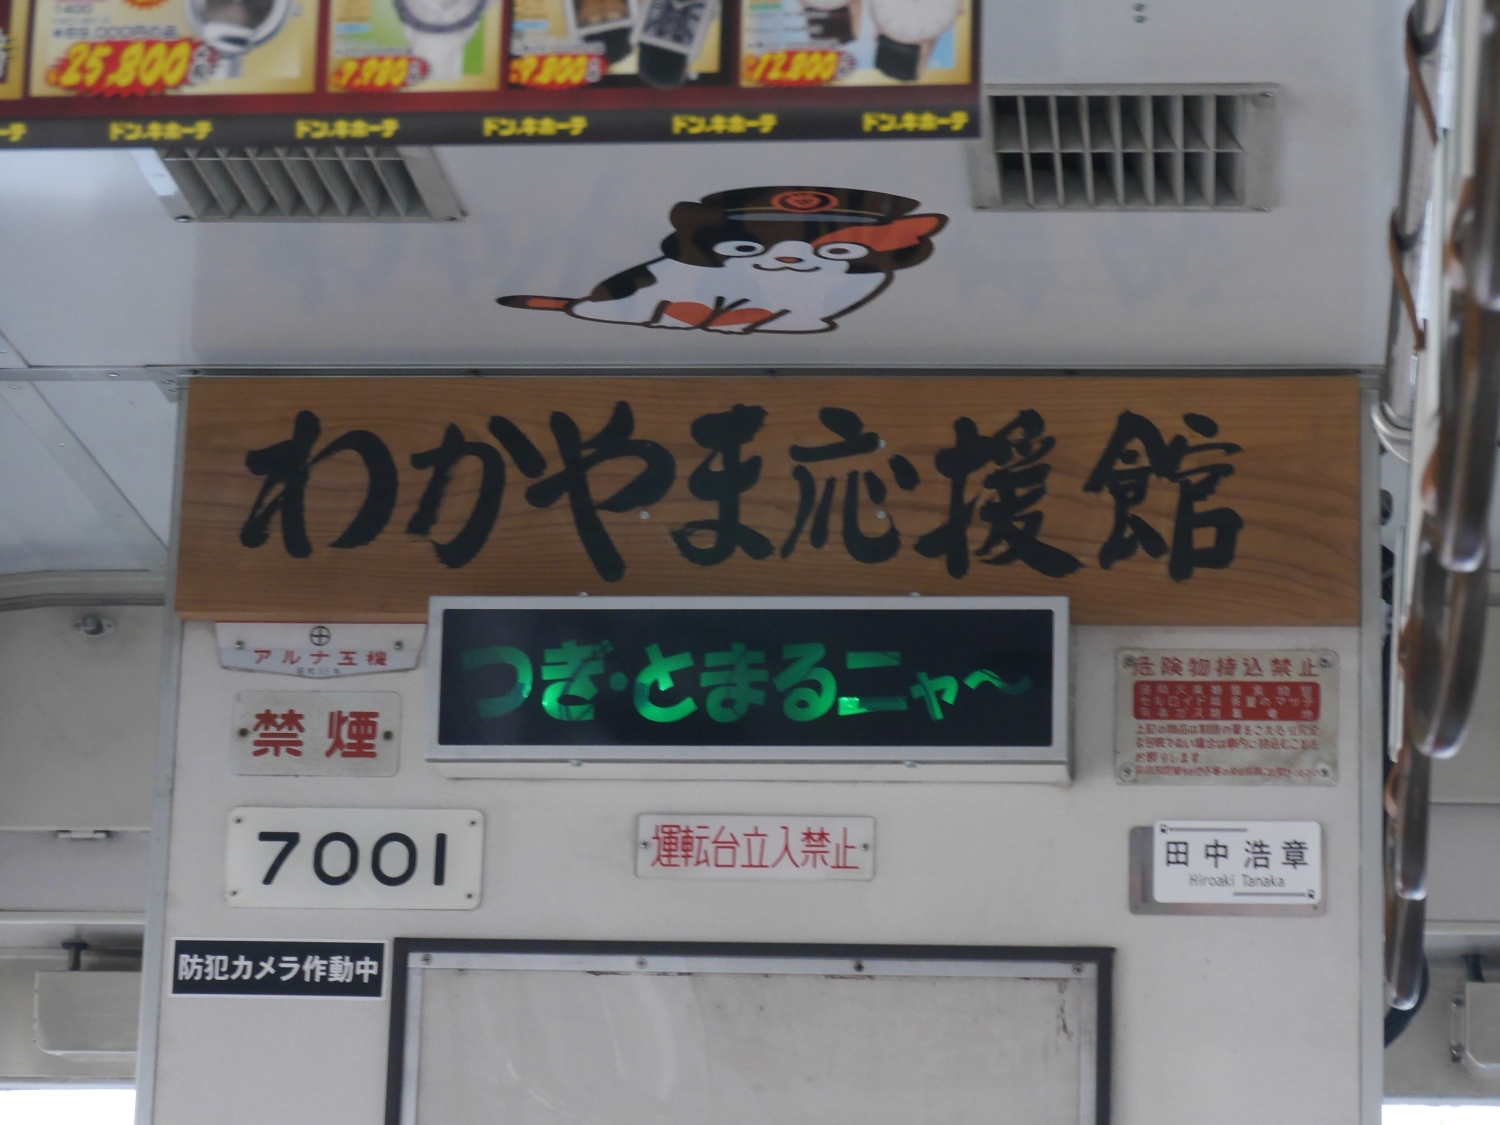 25,800
9,980
9,800
12,800
ドン.キホーテ ドン.キホーテ ドン.キホーテ ドン.キホーテ ドン.キホーテ
わかやま応援館
つぎ・とまるニャ〜
アルナ工機
禁煙
危険物持込禁止
7001
運転台立入禁止
田中浩章
Hiroaki Tanaka
防犯カメラ作動中